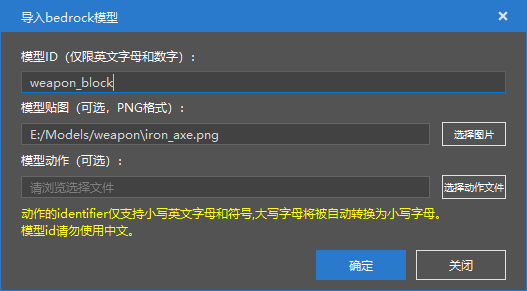 导入bedrock模型
模型ID（仅限英文字母和数字）：
weapon_block
模型贴图（可选，PNG格式）：
E:/Models/weapon\iron_axe.png
选择图片
模型动作（可选）：
请浏览选择文件
选择动作文件
动作的identifier仅支持小写英文字母和符号,大写字母将被自动转换为小写字母。
模型id请勿使用中文。
确定
关闭